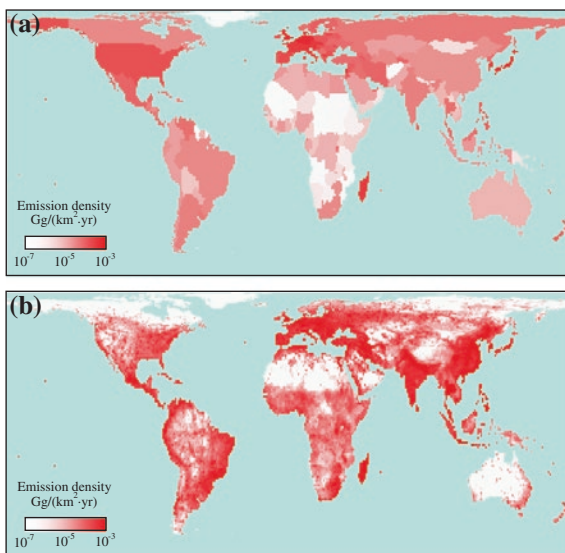 (a)
Emission density
Gg/(km²·yr)
10⁻⁷ 10⁻⁵ 10⁻³
(b)
Emission density
Gg/(km²·yr)
10⁻⁷ 10⁻⁵ 10⁻³